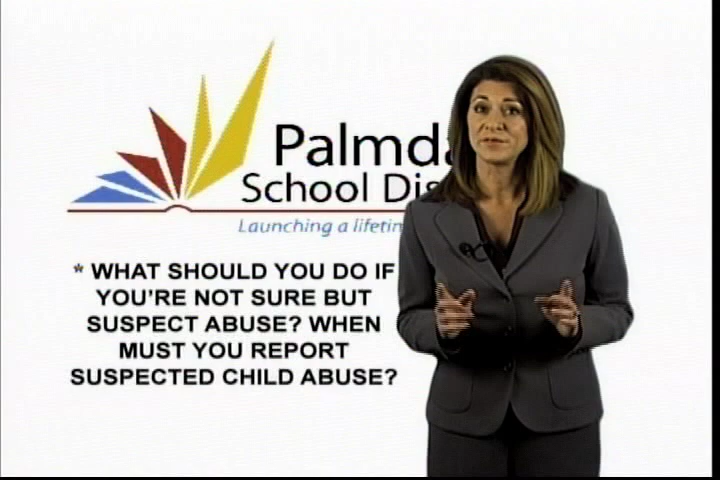 Palmda
School Dis
Launching a lifetin
* WHAT SHOULD YOU DO IF
YOU'RE NOT SURE BUT
SUSPECT ABUSE? WHEN
MUST YOU REPORT
SUSPECTED CHILD ABUSE?